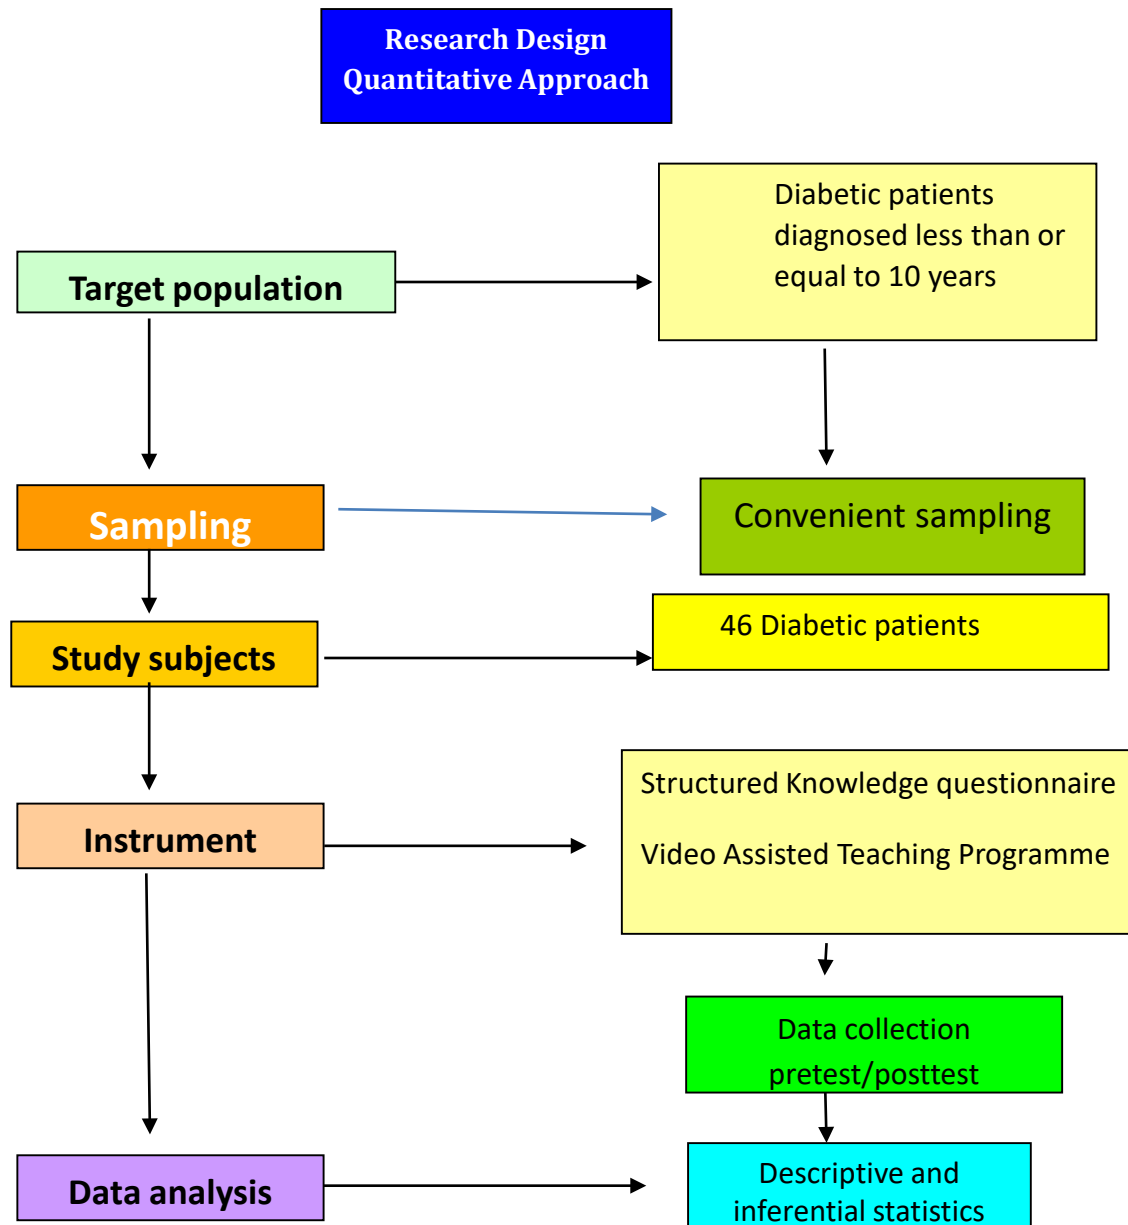 Research Design
Quantitative Approach
Diabetic patients
diagnosed less than or
equal to 10 years
Target population
Sampling
Convenient sampling
46 Diabetic patients
Study subjects
Structured Knowledge questionnaire
Video Assisted Teaching Programme
Instrument
Data collection
pretest/posttest
Data analysis
Descriptive and
inferential statistics